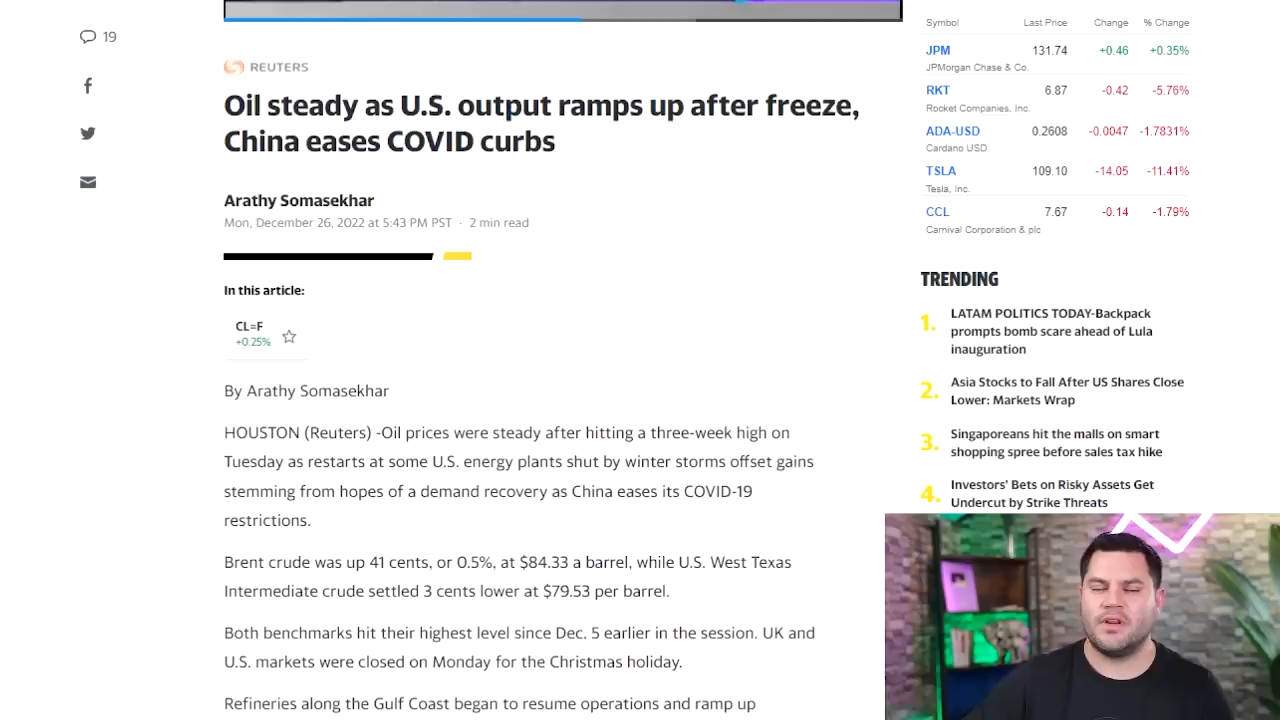 19
REUTERS
Oil steady as U.S. output ramps up after freeze,
China eases COVID curbs
Arathy Somasekhar
Mon, December 26, 2022 at 5:43 PM PST · 2 min read
In this article:
CL=F
+0.25%
By Arathy Somasekhar
HOUSTON (Reuters) -Oil prices were steady after hitting a three-week high on
Tuesday as restarts at some U.S. energy plants shut by winter storms offset gains
stemming from hopes of a demand recovery as China eases its COVID-19
restrictions.
Brent crude was up 41 cents, or 0.5%, at $84.33 a barrel, while U.S. West Texas
Intermediate crude settled 3 cents lower at $79.53 per barrel.
Both benchmarks hit their highest level since Dec. 5 earlier in the session. UK and
U.S. markets were closed on Monday for the Christmas holiday.
Refineries along the Gulf Coast began to resume operations and ramp up
Symbol Last Price Change % Change
JPM 131.74 +0.46 +0.35%
JPMorgan Chase & Co.
RKT 6.87 -0.42 -5.76%
Rocket Companies, Inc.
ADA-USD 0.2608 -0.0047 -1.7831%
Cardano USD
TSLA 109.10 -14.05 -11.41%
Tesla, Inc.
CCL 7.67 -0.14 -1.79%
Carnival Corporation & plc
TRENDING
1. LATAM POLITICS TODAY-Backpack
prompts bomb scare ahead of Lula
inauguration
2. Asia Stocks to Fall After US Shares Close
Lower: Markets Wrap
3. Singaporeans hit the malls on smart
shopping spree before sales tax hike
4. Investors' Bets on Risky Assets Get
Undercut by Strike Threats